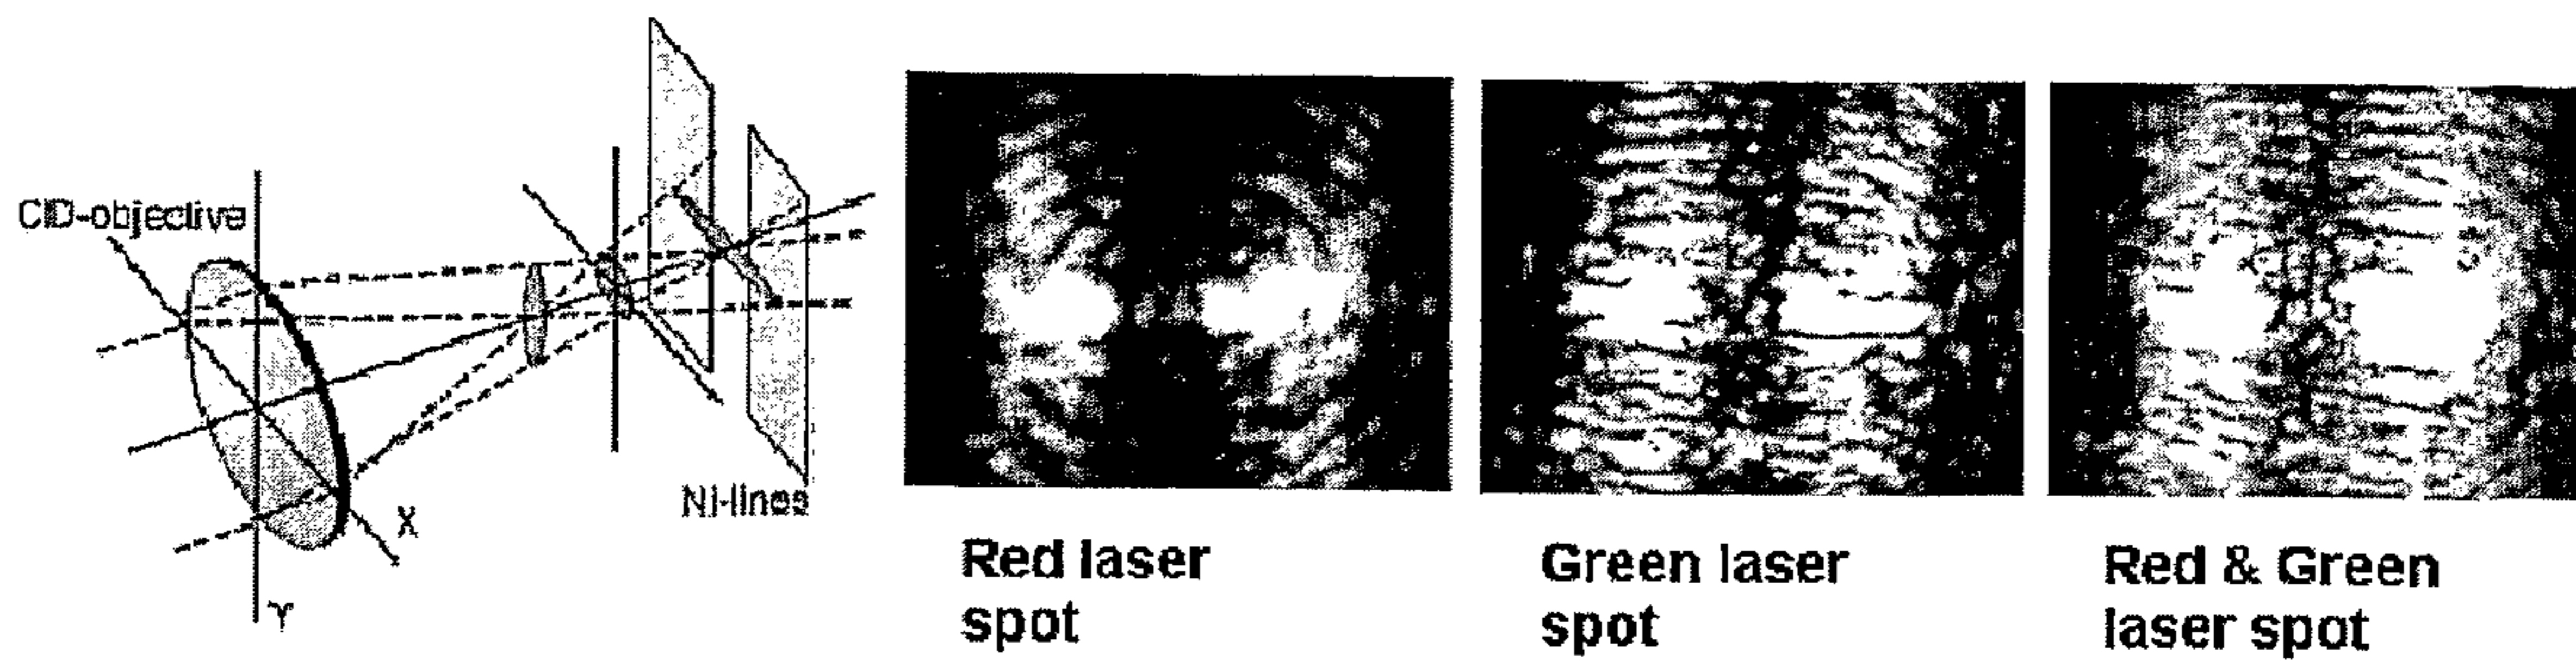 CID-objective
X
Y
NI-lines
Red laser
spot
Green laser
spot
Red & Green
laser spot